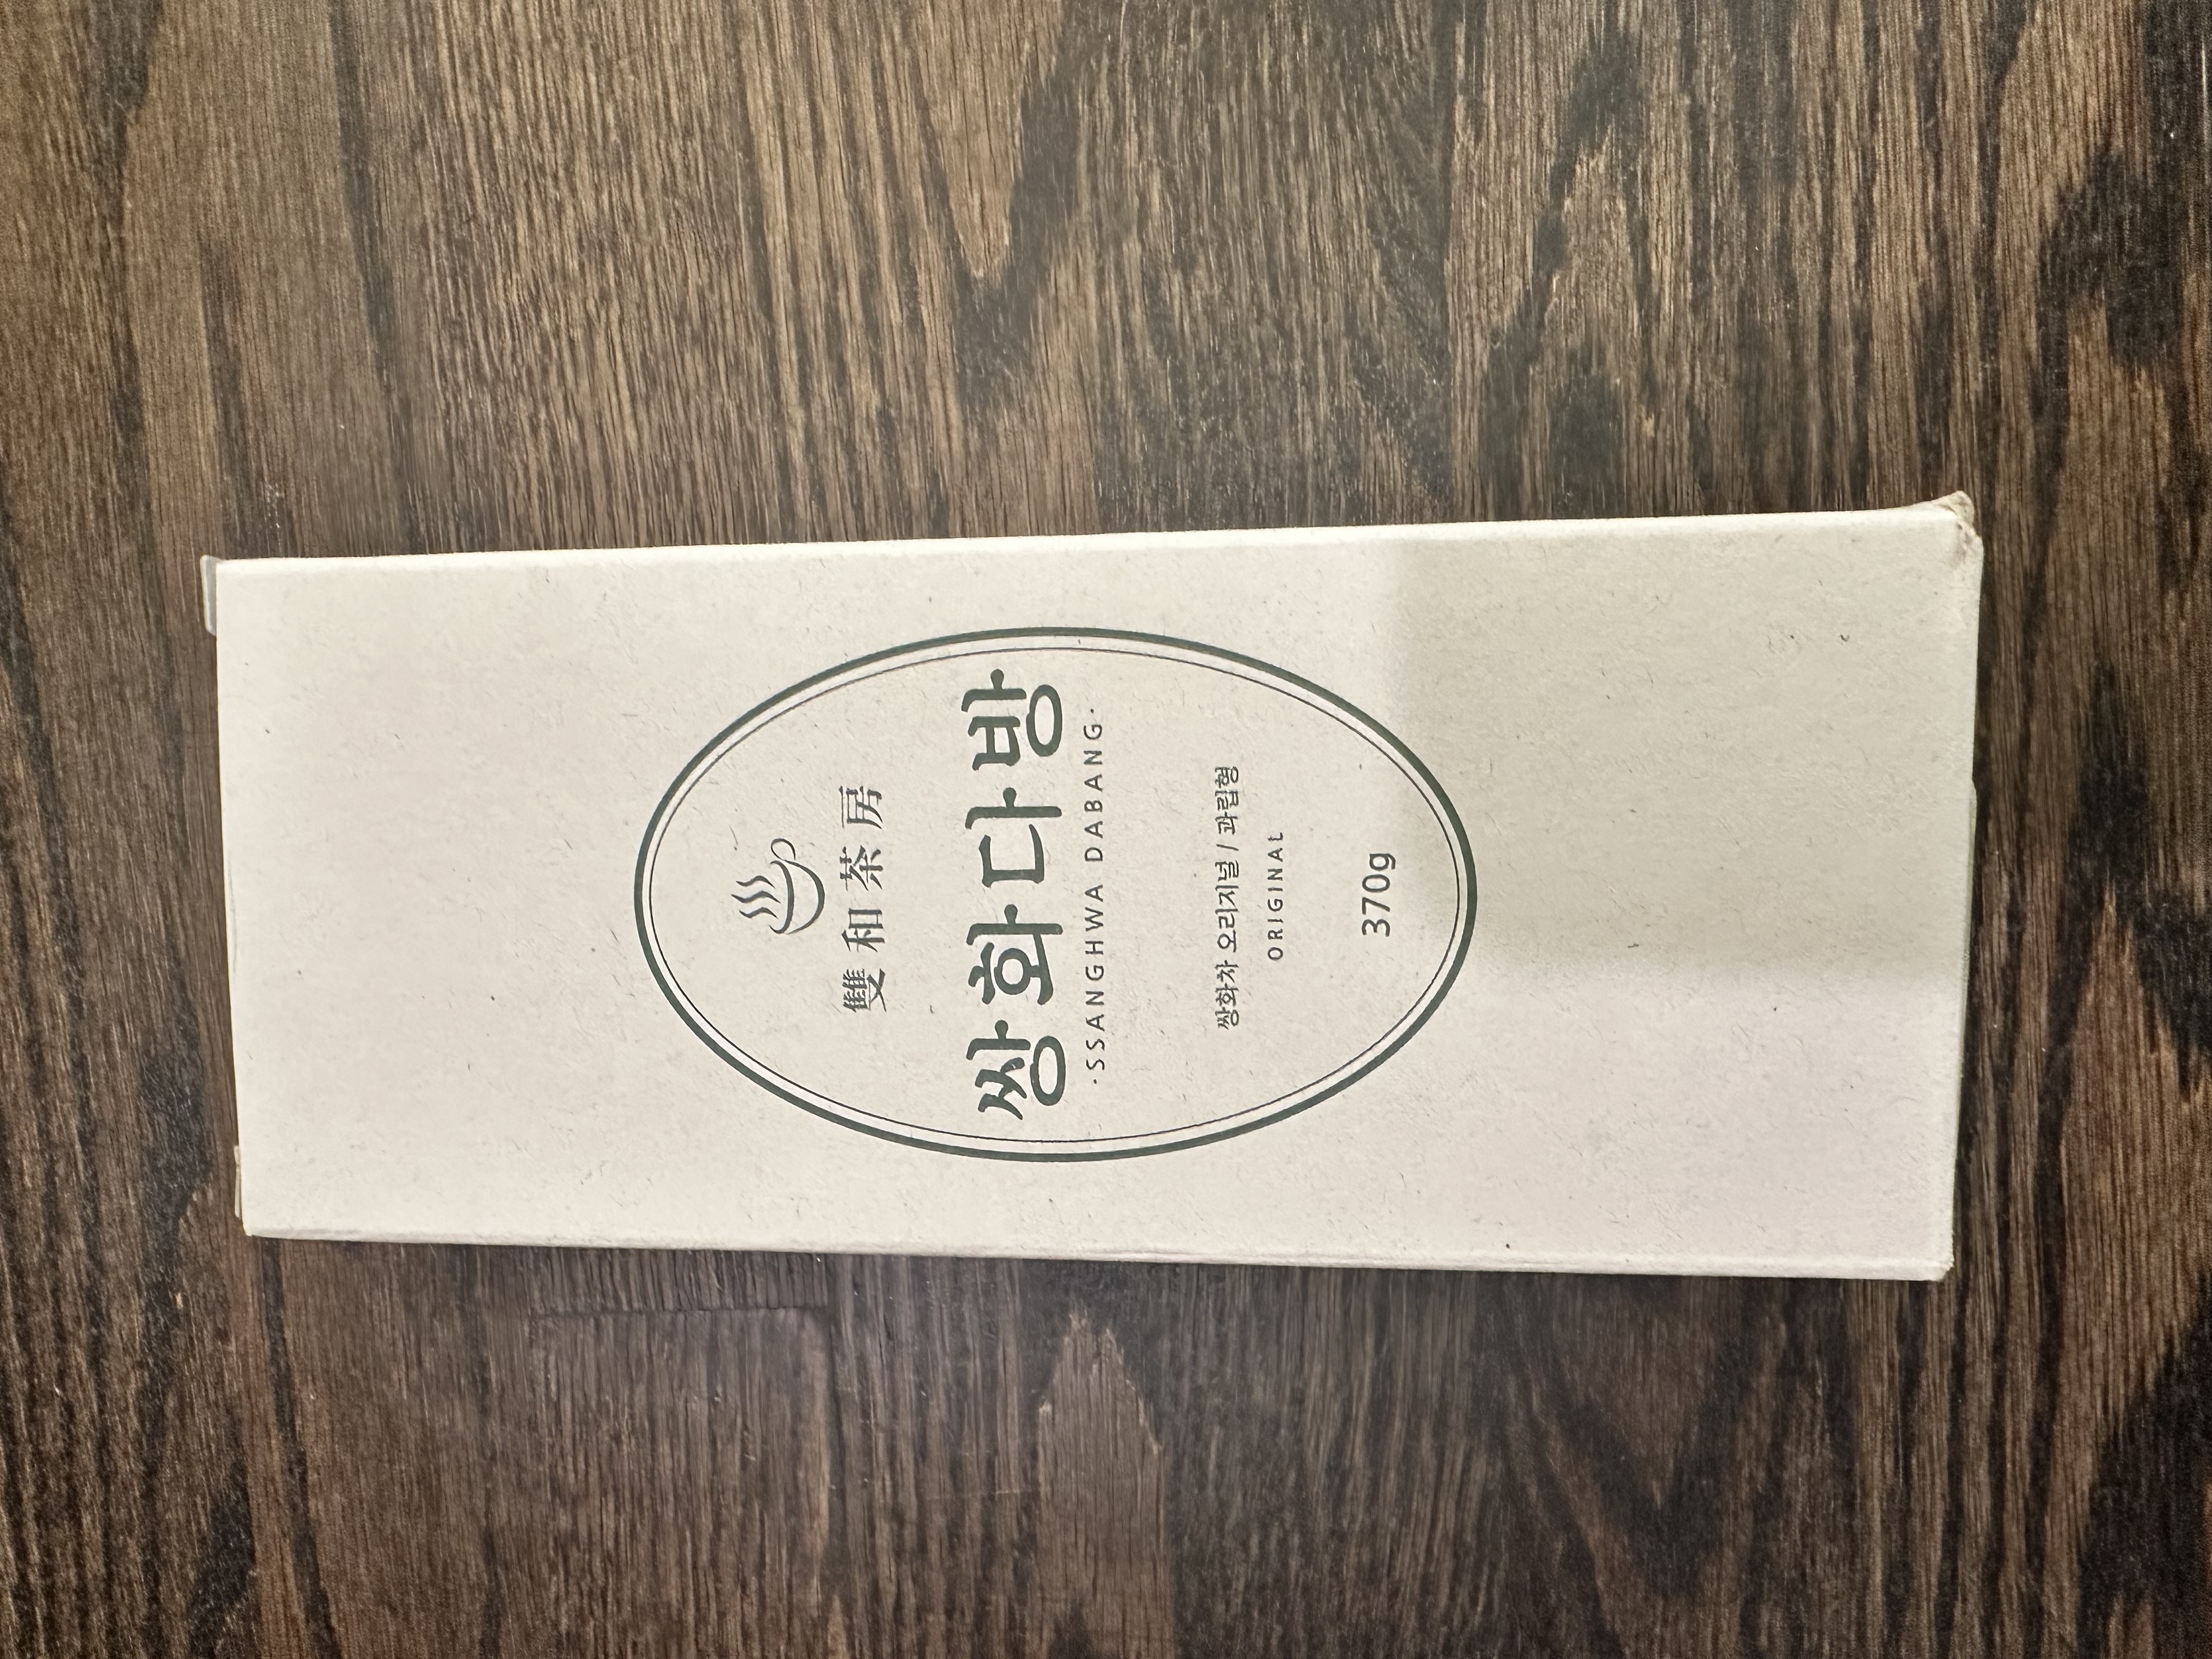 雙和茶房
쌍화다방
·SSANGHWA DABANG·
쌍화차 오리지널 / 과립형
ORIGINAL
370g